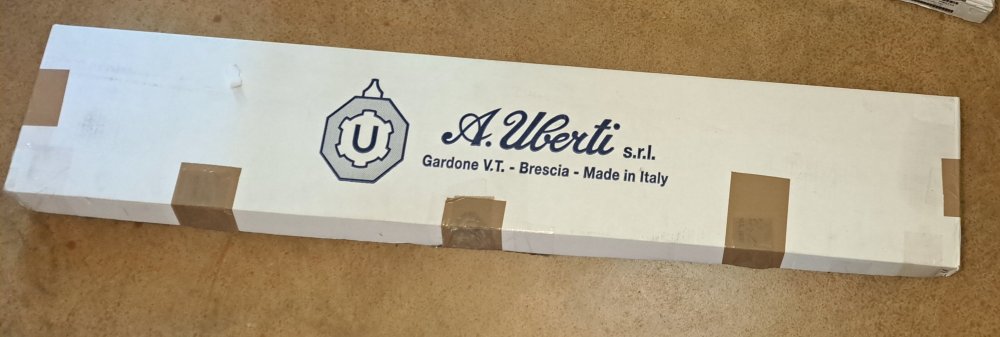 U
A. Uberti s.r.l.
Gardone V.T. - Brescia - Made in Italy